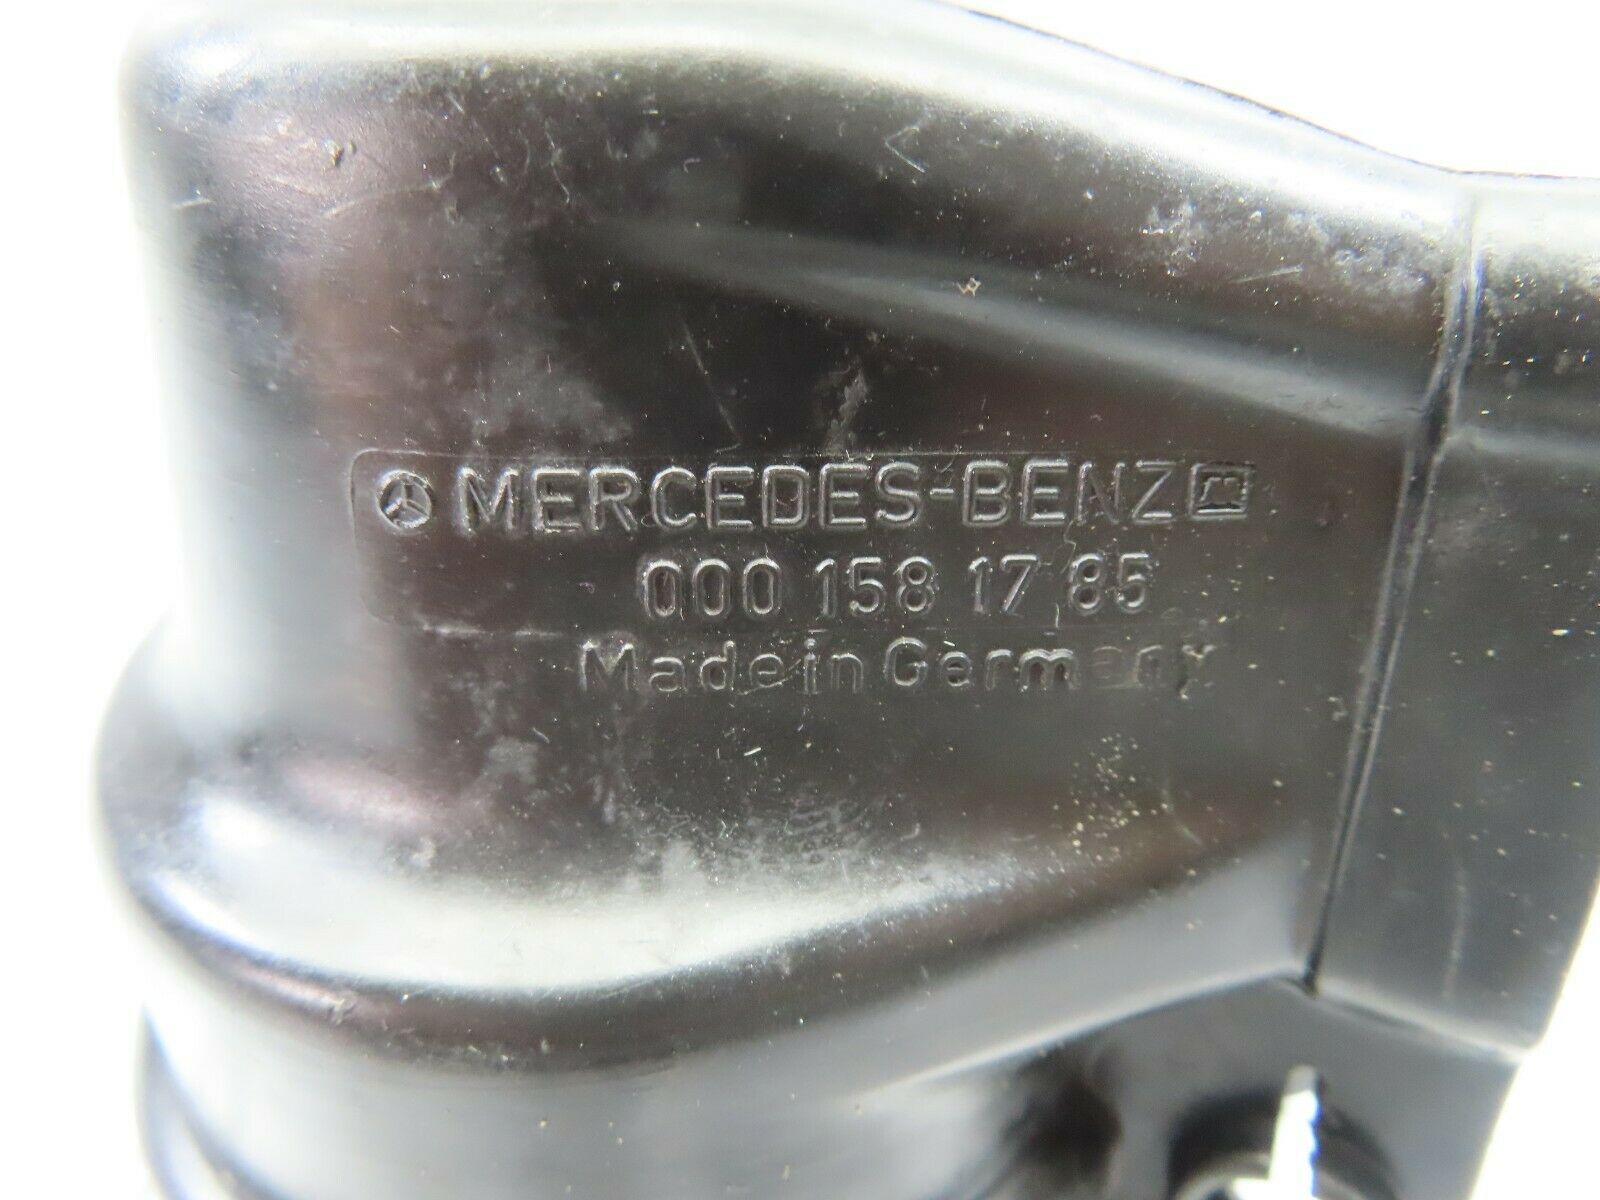 MERCEDES-BENZ
000 158 17 85
Made in Germany